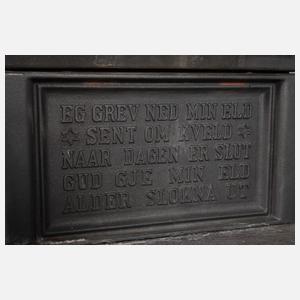 EG GREV NED MIN ELD
SENT OM KVELD
NAAR DAGEN ER SLUT
GUD GJE MIN ELD
ALDER SLOKNA UT